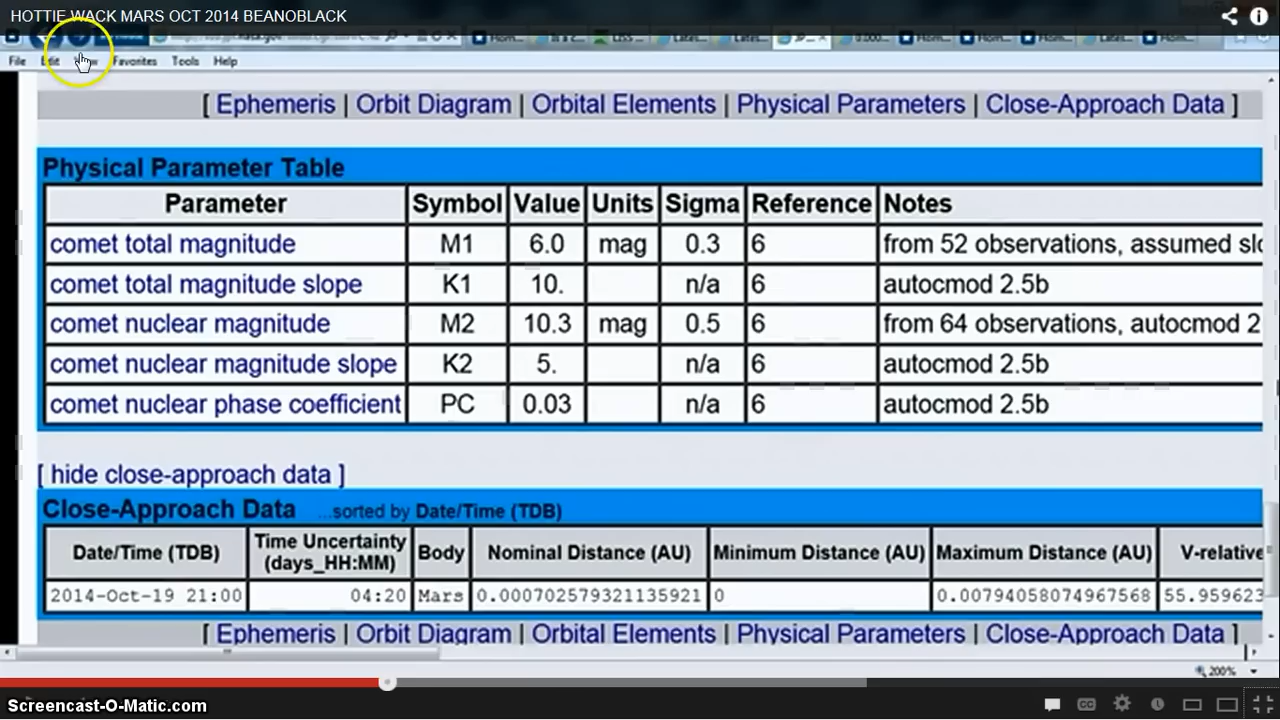 HOTTIE WACK MARS OCT 2014 BEANOBLACK
File Edit View Favorites Tools Help
[ Ephemeris | Orbit Diagram | Orbital Elements | Physical Parameters | Close-Approach Data ]
Physical Parameter Table
Parameter Symbol Value Units Sigma Reference Notes
comet total magnitude M1 6.0 mag 0.3 6 from 52 observations, assumed slo
comet total magnitude slope K1 10. n/a 6 autocmod 2.5b
comet nuclear magnitude M2 10.3 mag 0.5 6 from 64 observations, autocmod 2
comet nuclear magnitude slope K2 5. n/a 6 autocmod 2.5b
comet nuclear phase coefficient PC 0.03 n/a 6 autocmod 2.5b
[ hide close-approach data ]
Close-Approach Data ...sorted by Date/Time (TDB)
Date/Time (TDB) Time Uncertainty (days_HH:MM) Body Nominal Distance (AU) Minimum Distance (AU) Maximum Distance (AU) V-relative
2014-Oct-19 21:00 04:20 Mars 0.000702579321135921 0 0.00794058074967568 55.959623
[ Ephemeris | Orbit Diagram | Orbital Elements | Physical Parameters | Close-Approach Data ]
200%
Screencast-O-Matic.com